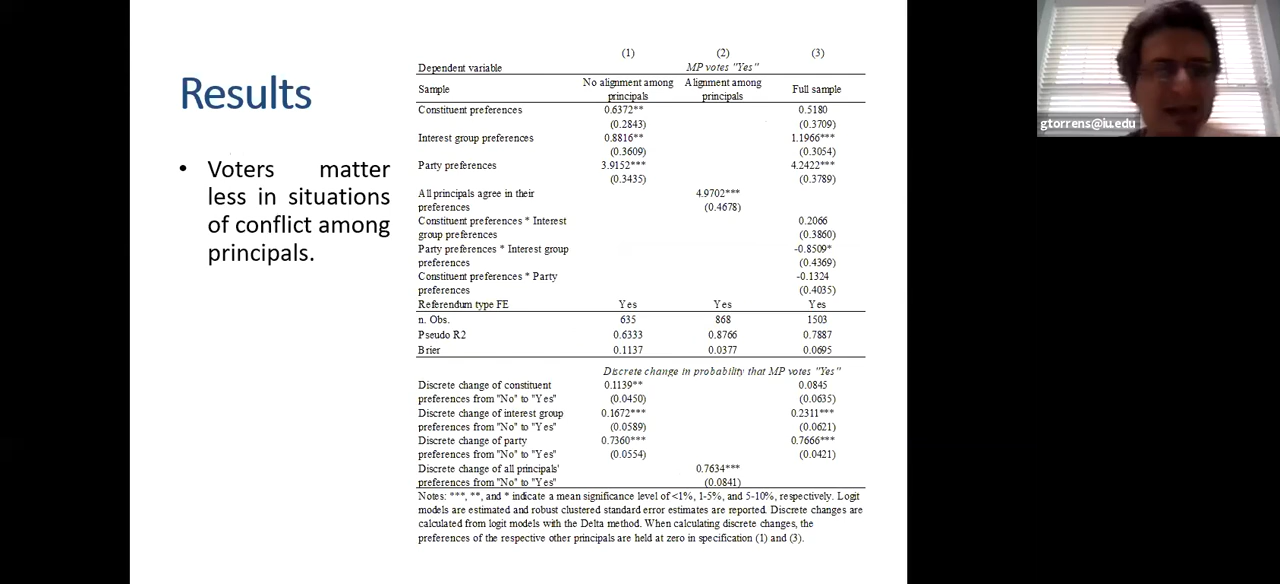 Results
• Voters matter
less in situations
of conflict among
principals.
(1) (2) (3)
Dependent variable MP votes "Yes"
Sample No alignment among principals Alignment among principals Full sample
Constituent preferences 0.6372** 0.5180
(0.2843) (0.3709)
Interest group preferences 0.8816** 1.1966***
(0.3609) (0.3054)
Party preferences 3.9152*** 4.2422***
(0.3435) (0.3789)
All principals agree in their 4.9702***
preferences (0.4678)
Constituent preferences * Interest 0.2066
group preferences (0.3860)
Party preferences * Interest group -0.8509*
preferences (0.4369)
Constituent preferences * Party -0.1324
preferences (0.4035)
Referendum type FE Yes Yes Yes
n. Obs. 635 868 1503
Pseudo R2 0.6333 0.8766 0.7887
Brier 0.1137 0.0377 0.0695
Discrete change in probability that MP votes "Yes"
Discrete change of constituent 0.1139** 0.0845
preferences from "No" to "Yes" (0.0450) (0.0635)
Discrete change of interest group 0.1672*** 0.2311***
preferences from "No" to "Yes" (0.0589) (0.0621)
Discrete change of party 0.7360*** 0.7666***
preferences from "No" to "Yes" (0.0554) (0.0421)
Discrete change of all principals' 0.7634***
preferences from "No" to "Yes" (0.0841)
Notes: ***, **, and * indicate a mean significance level of <1%, 1-5%, and 5-10%, respectively. Logit
models are estimated and robust clustered standard error estimates are reported. Discrete changes are
calculated from logit models with the Delta method. When calculating discrete changes, the
preferences of the respective other principals are held at zero in specification (1) and (3).
gtorrens@iu.edu